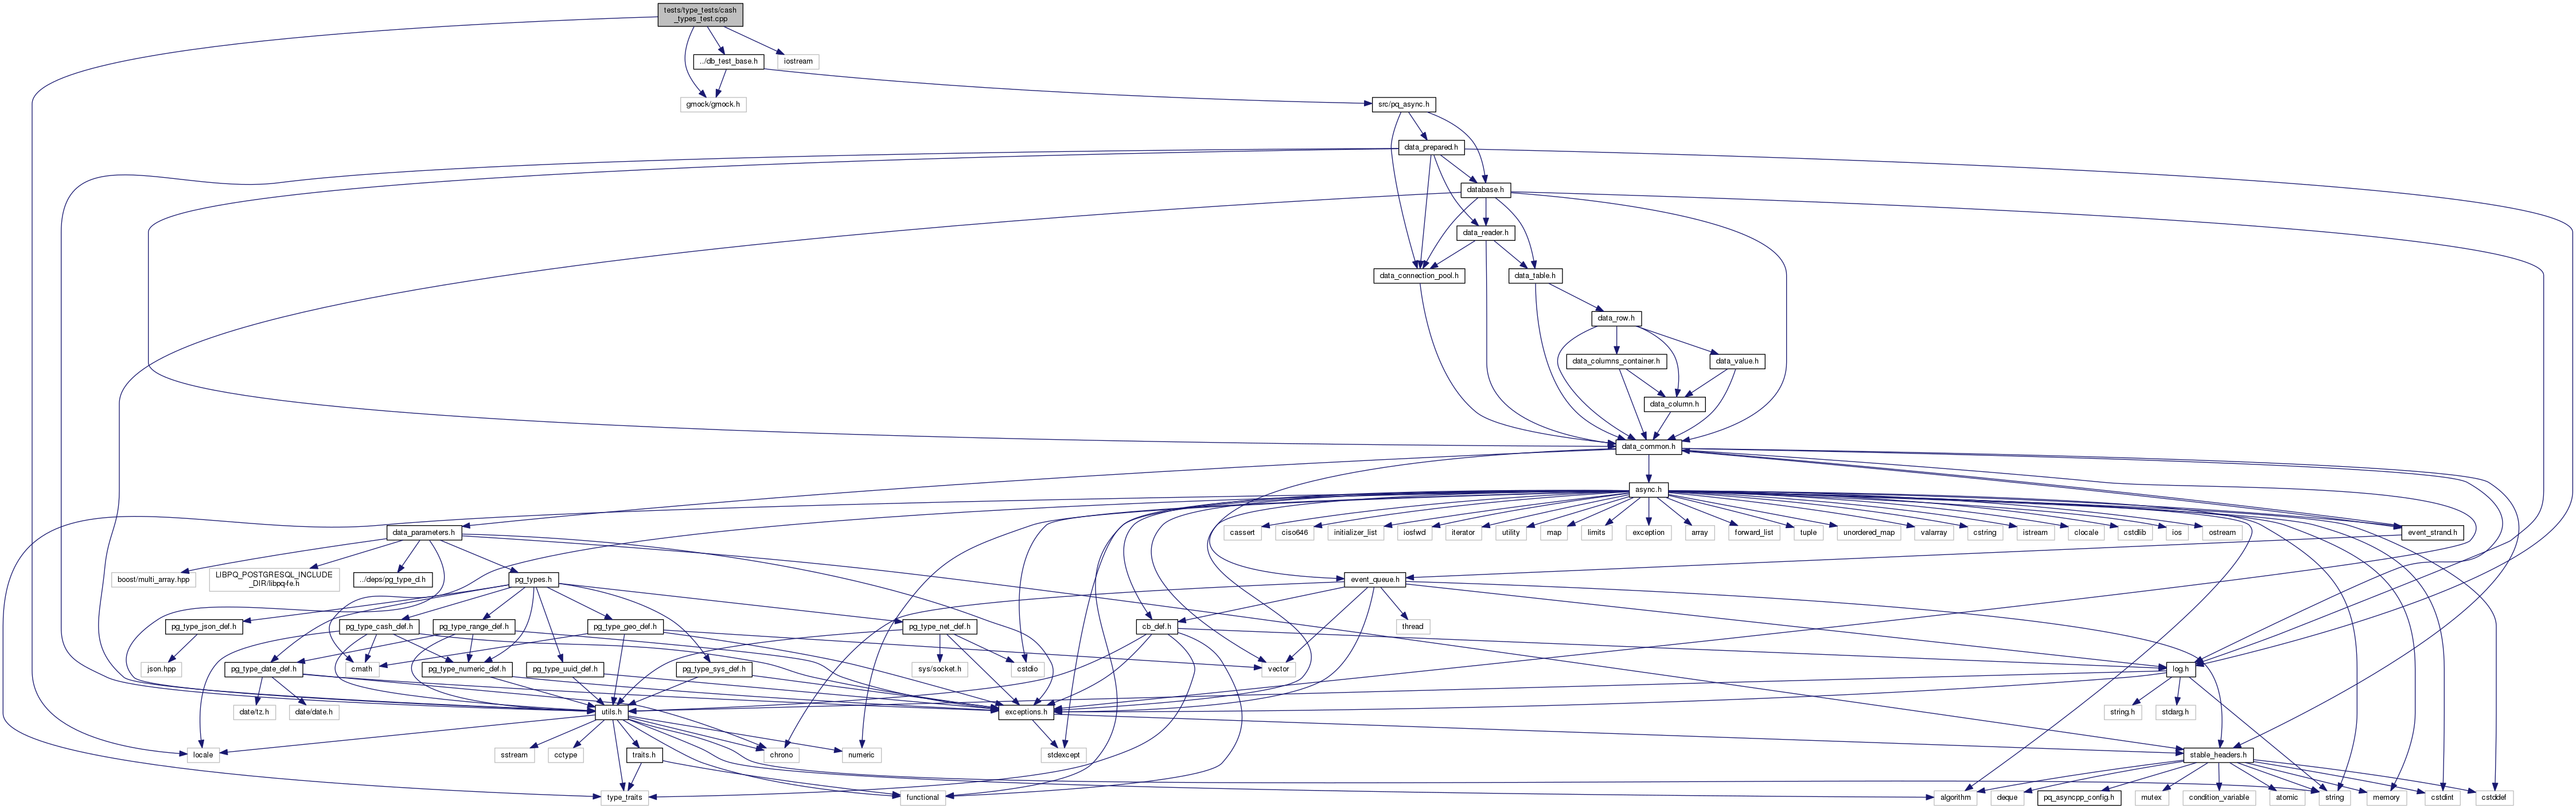 tests/type_tests/cash
_types_test.cpp
../db_test_base.h
iostream
gmock/gmock.h
src/pq_async.h
data_prepared.h
database.h
data_reader.h
data_connection_pool.h
data_table.h
data_row.h
data_columns_container.h
data_value.h
data_column.h
data_common.h
async.h
data_parameters.h
cassert
ciso646
initializer_list
iosfwd
iterator
utility
map
limits
exception
array
forward_list
tuple
unordered_map
valarray
cstring
istream
clocale
cstdlib
ios
ostream
event_strand.h
boost/multi_array.hpp
LIBPQ_POSTGRESQL_INCLUDE
_DIR/libpq-fe.h
../deps/pg_type_d.h
pg_types.h
event_queue.h
pg_type_json_def.h
pg_type_cash_def.h
pg_type_range_def.h
pg_type_geo_def.h
pg_type_net_def.h
cb_def.h
thread
json.hpp
pg_type_date_def.h
cmath
pg_type_numeric_def.h
pg_type_uuid_def.h
pg_type_sys_def.h
sys/socket.h
cstdio
vector
log.h
date/tz.h
date/date.h
utils.h
exceptions.h
string.h
stdarg.h
locale
sstream
cctype
traits.h
chrono
numeric
stdexcept
stable_headers.h
type_traits
functional
algorithm
deque
pq_asyncpp_config.h
mutex
condition_variable
atomic
string
memory
cstdint
cstddef